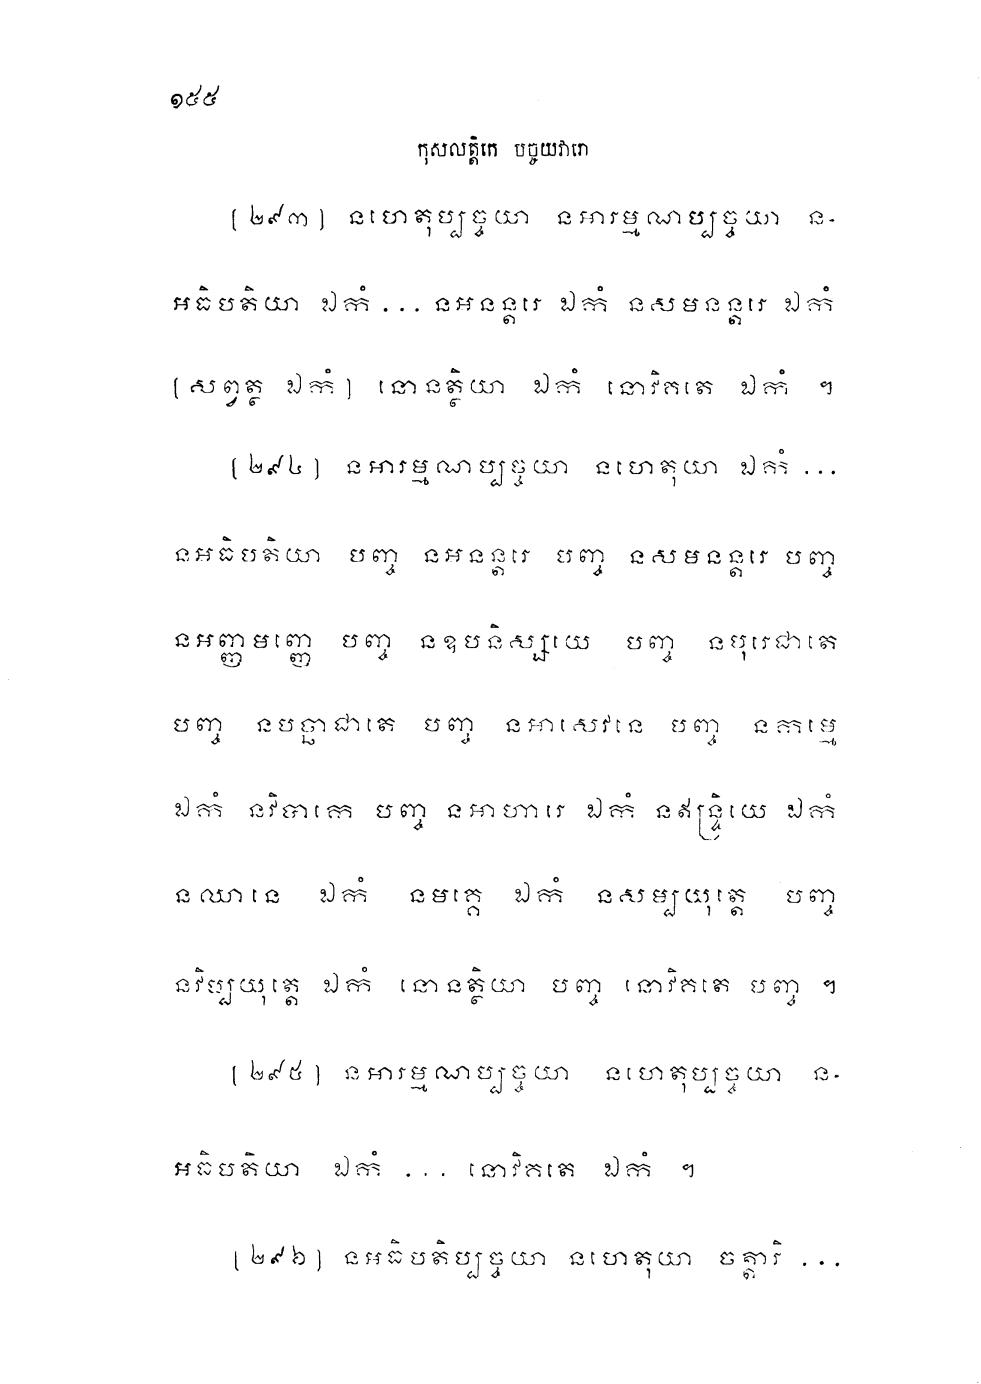 ១៥៥
កុសលត្តិកេ បច្ចយវារោ
[២៩៣] នហេតុប្បច្ចយា នអារម្មណប្បច្ចយា ន-
អធិបតិយា ឯកំ ... នអនន្តរេ ឯកំ នសមនន្តរេ ឯកំ
[សព្វត្ថ ឯកំ] នោនត្ថិយា ឯកំ នោវិគតេ ឯកំ ។
[២៩៤] នអារម្មណប្បច្ចយា នហេតុយា ឯកំ ...
នអធិបតិយា បញ្ច នអនន្តរេ បញ្ច នសមនន្តរេ បញ្ច
នអញ្ញមញ្ញេ បញ្ច នឧបនិស្សយេ បញ្ច នបុរេជាតេ
បញ្ច នបច្ឆាជាតេ បញ្ច នអាសេវនេ បញ្ច នកម្មេ
ឯកំ នវិបាកេ បញ្ច នអាហារេ ឯកំ នឥន្ទ្រិយេ ឯកំ
នឈានេ ឯកំ នមគ្គេ ឯកំ នសម្បយុត្តេ បញ្ច
នវិប្បយុត្តេ ឯកំ នោនត្ថិយា បញ្ច នោវិគតេ បញ្ច ។
[២៩៥] នអារម្មណប្បច្ចយា នហេតុប្បច្ចយា ន-
អធិបតិយា ឯកំ ... នោវិគតេ ឯកំ ។
[២៩៦] នអធិបតិប្បច្ចយា នហេតុយា ចត្តារិ ...